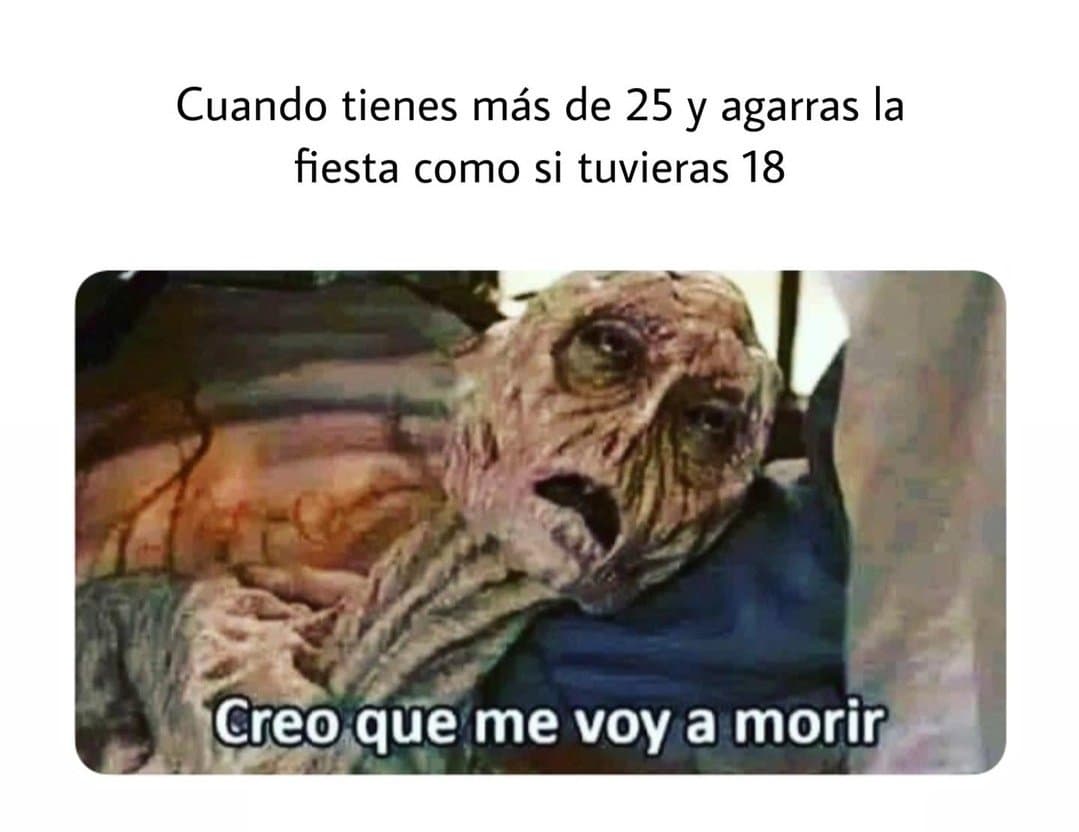 Cuando tienes más de 25 y agarras la
fiesta como si tuvieras 18
Creo que me voy a morir